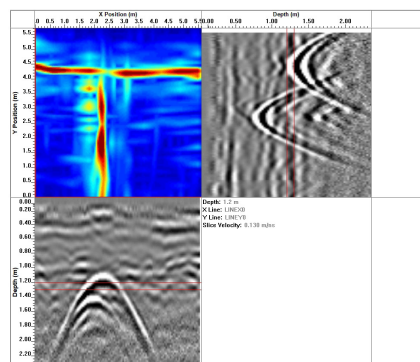 X Position (m)
0.0 0.5 1.0 1.5 2.0 2.5 3.0 3.5 4.0 4.5 5.0 5.5
Depth (m)
0.00 0.50 1.00 1.50 2.00
Y Position (m)
5.5
5.0
4.5
4.0
3.5
3.0
2.5
2.0
1.5
1.0
0.5
0.0
Depth (m)
0.00
0.20
0.40
0.60
0.80
1.00
1.20
1.40
1.60
1.80
2.00
2.20
Depth: 1.2 m
X Line: LINEX0
Y Line: LINEY8
Slice Velocity: 0.130 m/ns